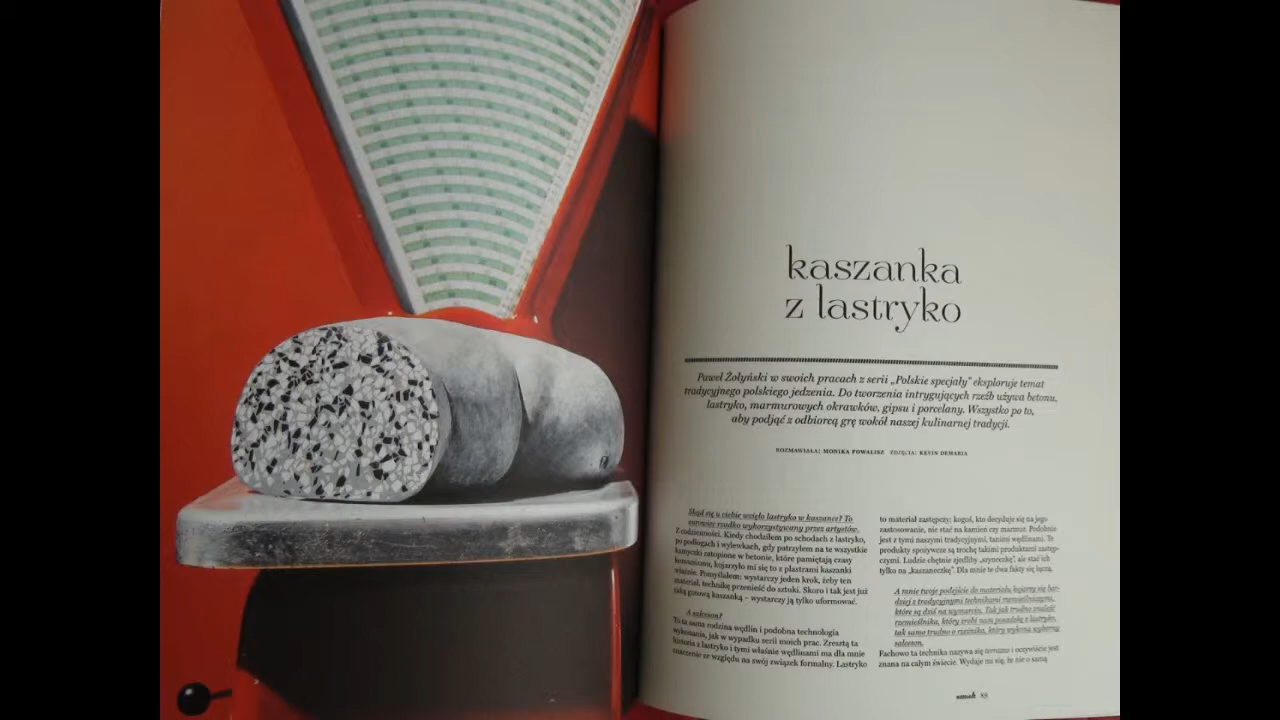 kaszanka
z lastryko
Paweł Żołyński w swoich pracach z serii „Polskie specjały” eksploruje temat
tradycyjnego polskiego jedzenia. Do tworzenia intrygujących rzeźb używa betonu,
lastryko, marmurowych okrawków, gipsu i porcelany. Wszystko po to,
aby podjąć z odbiorcą grę wokół naszej kulinarnej tradycji.
ROZMAWIAŁA: MONIKA POWALISZ ZDJĘCIA: KEVIN DEMARIA
Skąd się u ciebie wzięło lastryko w kaszance? To
surowiec rzadko wykorzystywany przez artystów.
Z codzienności. Kiedy chodziłem po schodach z lastryko,
po podłogach i wylewkach, gdy patrzyłem na te wszystkie
kamyczki zatopione w betonie, które pamiętają czasy
komunizmu, kojarzyło mi się to z plastrami kaszanki
właśnie. Pomyślałem: wystarczy jeden krok, żeby ten
materiał, technikę przenieść do sztuki. Skoro i tak jest już
taką gotową kaszanką – wystarczy ją tylko uformować.
A salceson?
To ta sama rodzina wędlin i podobna technologia
wykonania, jak w wypadku serii moich prac. Zresztą ta
historia z lastryko i tymi właśnie wędlinami ma dla mnie
znaczenie ze względu na swój związek formalny. Lastryko
to materiał zastępczy; kogoś, kto decyduje się na jego
zastosowanie, nie stać na kamień czy marmur. Podobnie
jest z tymi naszymi tradycyjnymi, tanimi wędlinami. Te
produkty spożywcze są trochę takimi produktami zastęp-
czymi. Ludzie chętnie zjedliby „szyneczkę”, ale stać ich
tylko na „kaszaneczkę”. Dla mnie te dwa fakty się łączą.
A mnie twoje podejście do materiału kojarzy się bar-
dziej z tradycyjnymi technikami rzemieślniczymi,
które są dziś na wymarciu. Tak jak trudno znaleźć
rzemieślnika, który zrobi nam posadzkę z lastryko,
tak samo trudno o rzeźnika, który wykona wyborny
salceson.
Fachowo ta technika nazywa się terrazzo i oczywiście jest
znana na całym świecie. Wydaje mi się, że nie o samą
smak 85